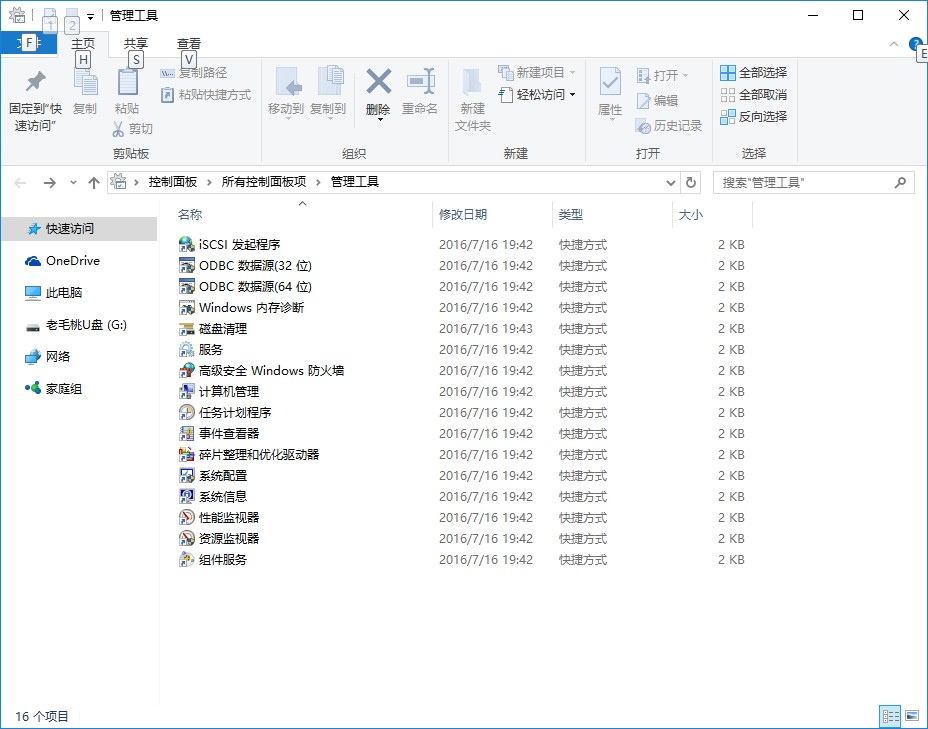 1 2 管理工具
文件 F 主页 共享 查看
H S V E
固定到"快速访问"
复制
粘贴
复制路径
粘贴快捷方式
剪切
剪贴板
移动到 复制到 删除 重命名
组织
新建文件夹
新建项目
轻松访问
新建
属性
打开
编辑
历史记录
打开
全部选择
全部取消
反向选择
选择
控制面板 › 所有控制面板项 › 管理工具
搜索"管理工具"
快速访问
OneDrive
此电脑
老毛桃U盘 (G:)
网络
家庭组
名称 修改日期 类型 大小
iSCSI 发起程序 2016/7/16 19:42 快捷方式 2 KB
ODBC 数据源(32 位) 2016/7/16 19:42 快捷方式 2 KB
ODBC 数据源(64 位) 2016/7/16 19:42 快捷方式 2 KB
Windows 内存诊断 2016/7/16 19:42 快捷方式 2 KB
磁盘清理 2016/7/16 19:43 快捷方式 2 KB
服务 2016/7/16 19:42 快捷方式 2 KB
高级安全 Windows 防火墙 2016/7/16 19:42 快捷方式 2 KB
计算机管理 2016/7/16 19:42 快捷方式 2 KB
任务计划程序 2016/7/16 19:42 快捷方式 2 KB
事件查看器 2016/7/16 19:42 快捷方式 2 KB
碎片整理和优化驱动器 2016/7/16 19:42 快捷方式 2 KB
系统配置 2016/7/16 19:42 快捷方式 2 KB
系统信息 2016/7/16 19:42 快捷方式 2 KB
性能监视器 2016/7/16 19:42 快捷方式 2 KB
资源监视器 2016/7/16 19:42 快捷方式 2 KB
组件服务 2016/7/16 19:42 快捷方式 2 KB
16 个项目